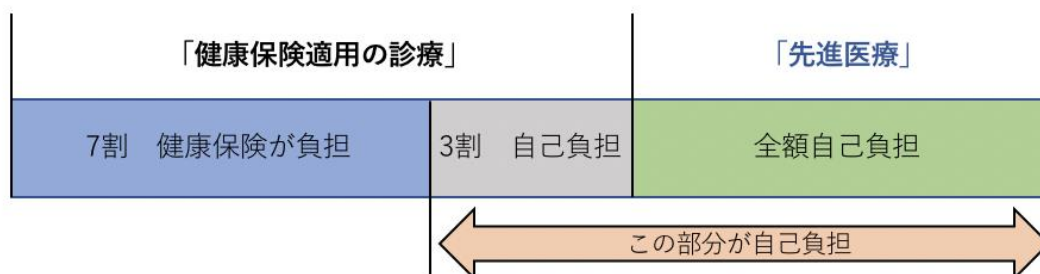 「健康保険適用の診療」
「先進医療」
7割　健康保険が負担
3割　自己負担
全額自己負担
この部分が自己負担